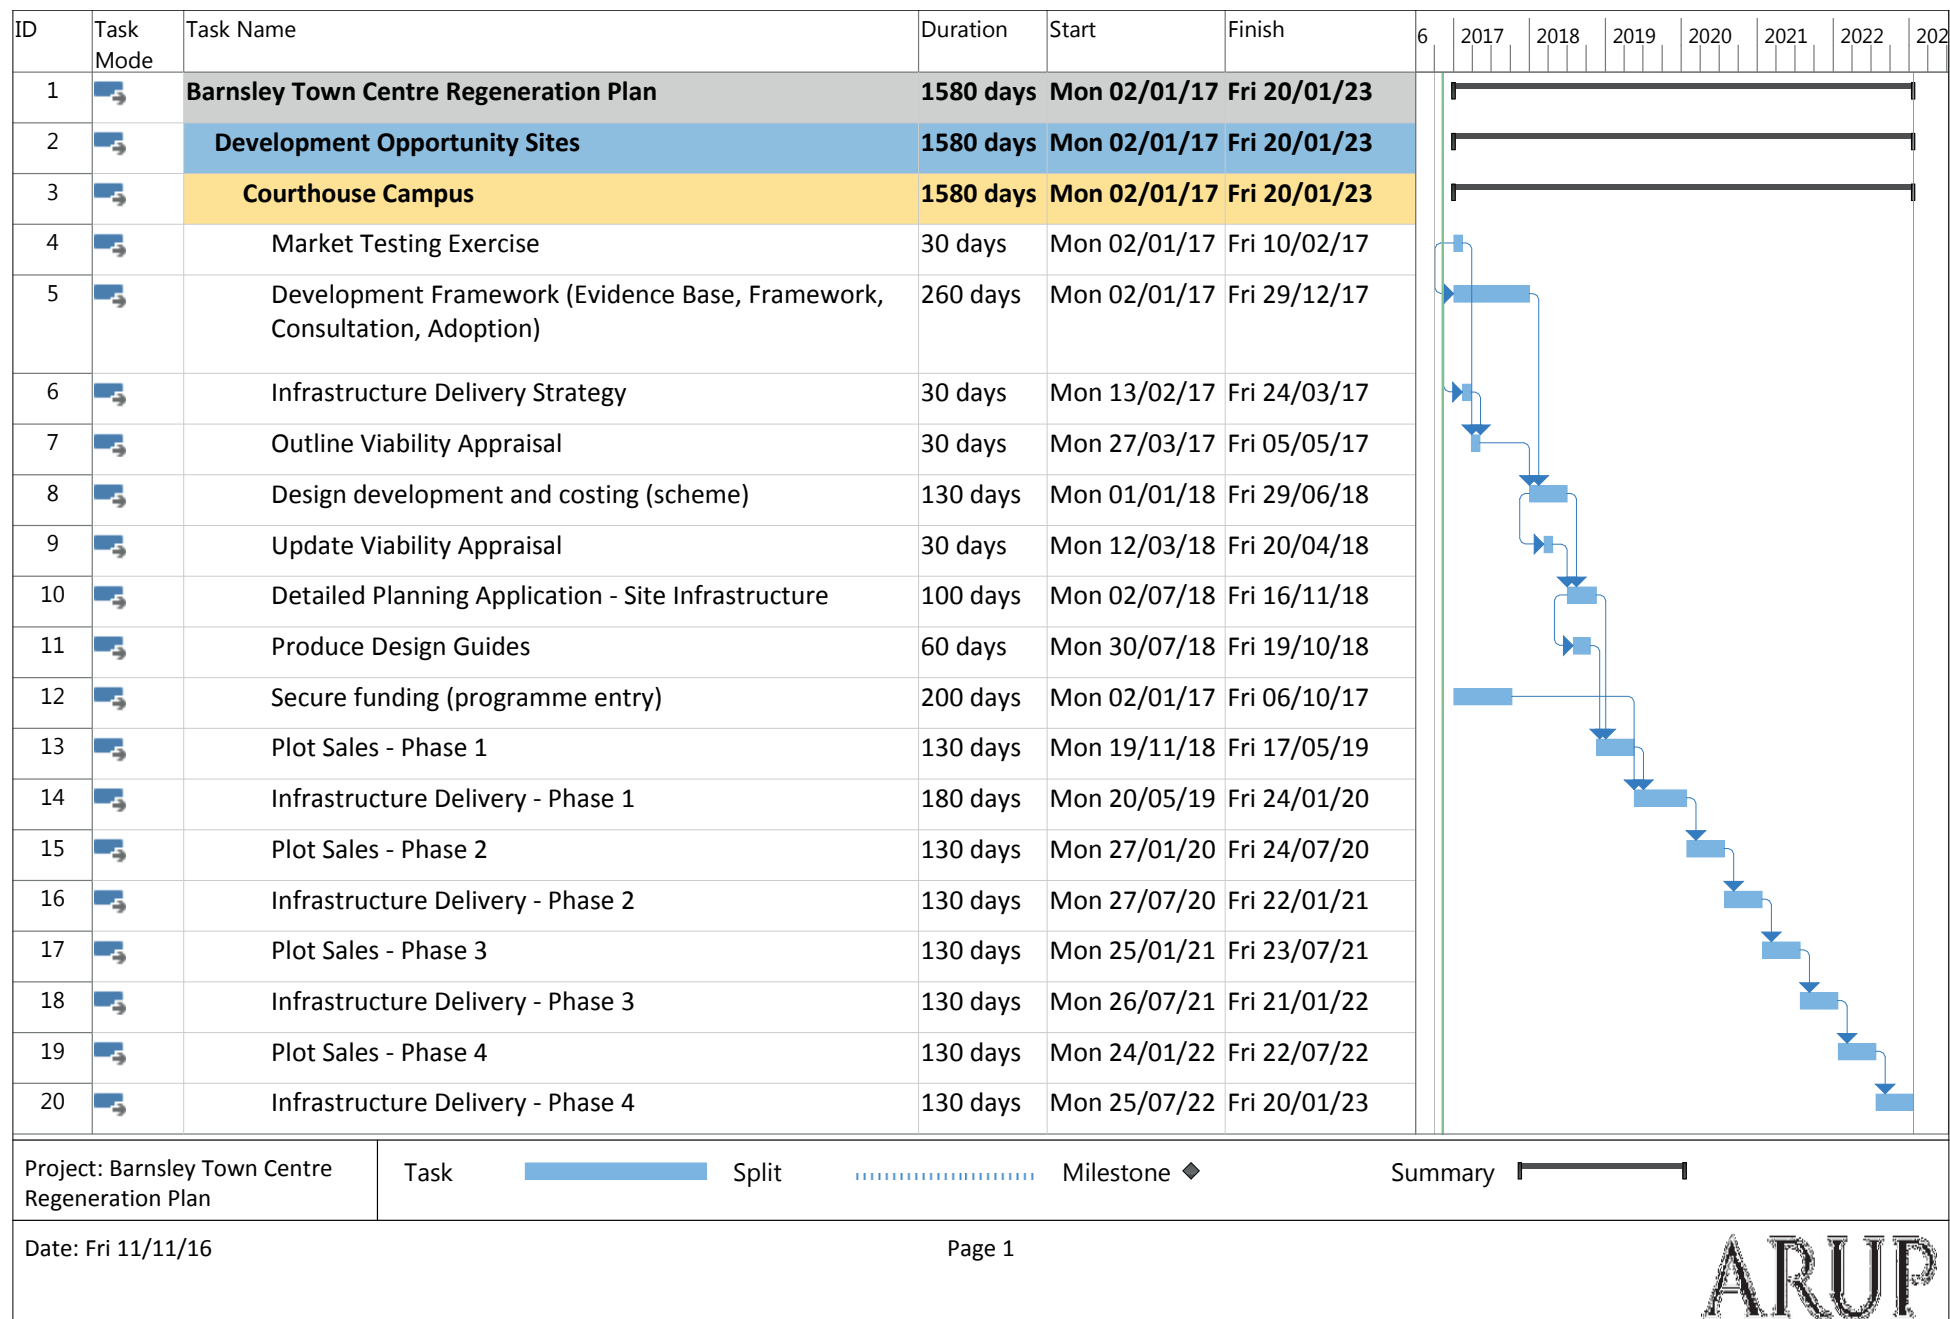 ID Task Mode Task Name Duration Start Finish 6 2017 2018 2019 2020 2021 2022 202
1 Barnsley Town Centre Regeneration Plan 1580 days Mon 02/01/17 Fri 20/01/23
2 Development Opportunity Sites 1580 days Mon 02/01/17 Fri 20/01/23
3 Courthouse Campus 1580 days Mon 02/01/17 Fri 20/01/23
4 Market Testing Exercise 30 days Mon 02/01/17 Fri 10/02/17
5 Development Framework (Evidence Base, Framework, 260 days Mon 02/01/17 Fri 29/12/17
Consultation, Adoption)
6 Infrastructure Delivery Strategy 30 days Mon 13/02/17 Fri 24/03/17
7 Outline Viability Appraisal 30 days Mon 27/03/17 Fri 05/05/17
8 Design development and costing (scheme) 130 days Mon 01/01/18 Fri 29/06/18
9 Update Viability Appraisal 30 days Mon 12/03/18 Fri 20/04/18
10 Detailed Planning Application - Site Infrastructure 100 days Mon 02/07/18 Fri 16/11/18
11 Produce Design Guides 60 days Mon 30/07/18 Fri 19/10/18
12 Secure funding (programme entry) 200 days Mon 02/01/17 Fri 06/10/17
13 Plot Sales - Phase 1 130 days Mon 19/11/18 Fri 17/05/19
14 Infrastructure Delivery - Phase 1 180 days Mon 20/05/19 Fri 24/01/20
15 Plot Sales - Phase 2 130 days Mon 27/01/20 Fri 24/07/20
16 Infrastructure Delivery - Phase 2 130 days Mon 27/07/20 Fri 22/01/21
17 Plot Sales - Phase 3 130 days Mon 25/01/21 Fri 23/07/21
18 Infrastructure Delivery - Phase 3 130 days Mon 26/07/21 Fri 21/01/22
19 Plot Sales - Phase 4 130 days Mon 24/01/22 Fri 22/07/22
20 Infrastructure Delivery - Phase 4 130 days Mon 25/07/22 Fri 20/01/23
Project: Barnsley Town Centre
Regeneration Plan
Task Split Milestone Summary
Date: Fri 11/11/16 Page 1
ARUP